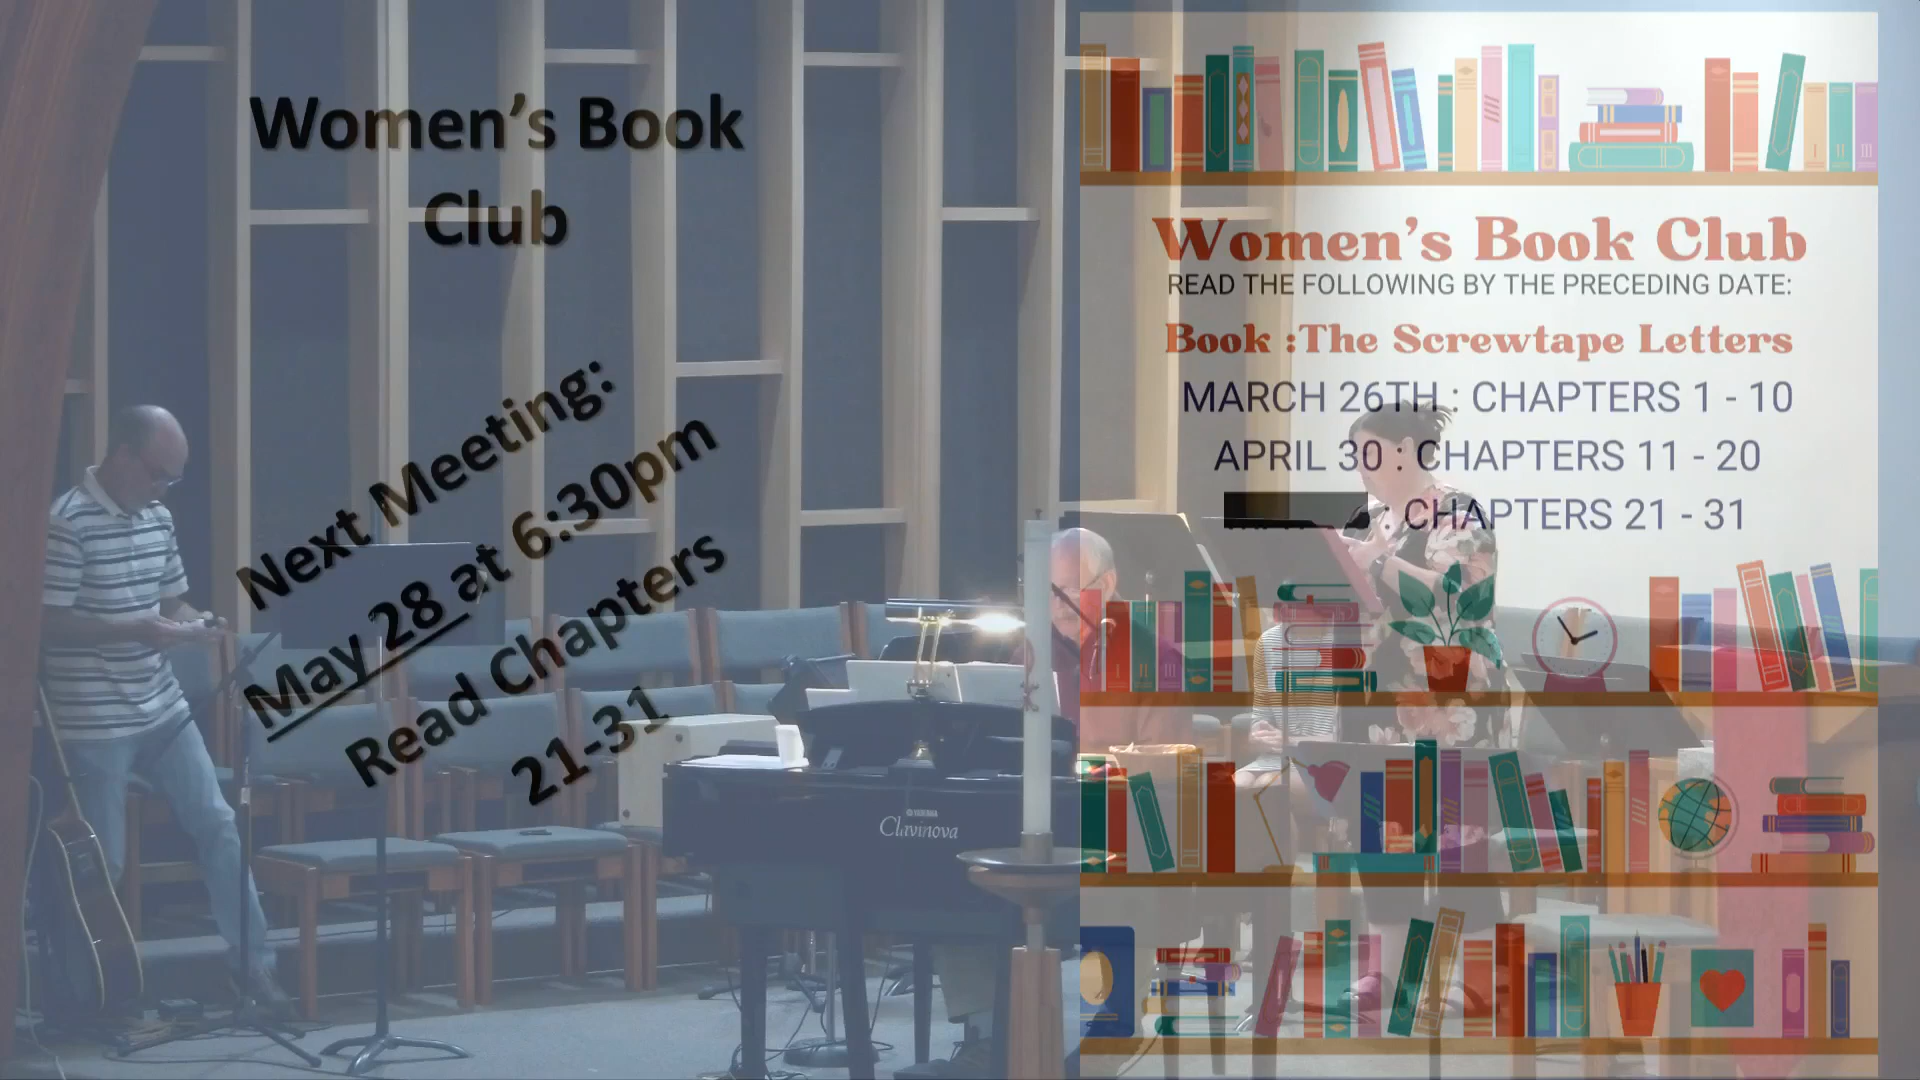 Women's Book
Club
Next Meeting:
May 28 at 6:30pm
Read Chapters
21-31
Women's Book Club
READ THE FOLLOWING BY THE PRECEDING DATE:
Book :The Screwtape Letters
MARCH 26TH : CHAPTERS 1 - 10
APRIL 30 : CHAPTERS 11 - 20
: CHAPTERS 21 - 31
YAMAHA
Clavinova